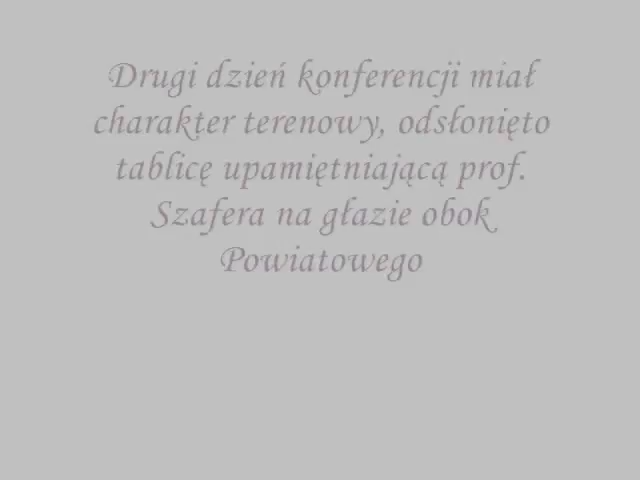 Drugi dzień konferencji miał
charakter terenowy, odsłonięto
tablicę upamiętniającą prof.
Szafera na głazie obok
Powiatowego